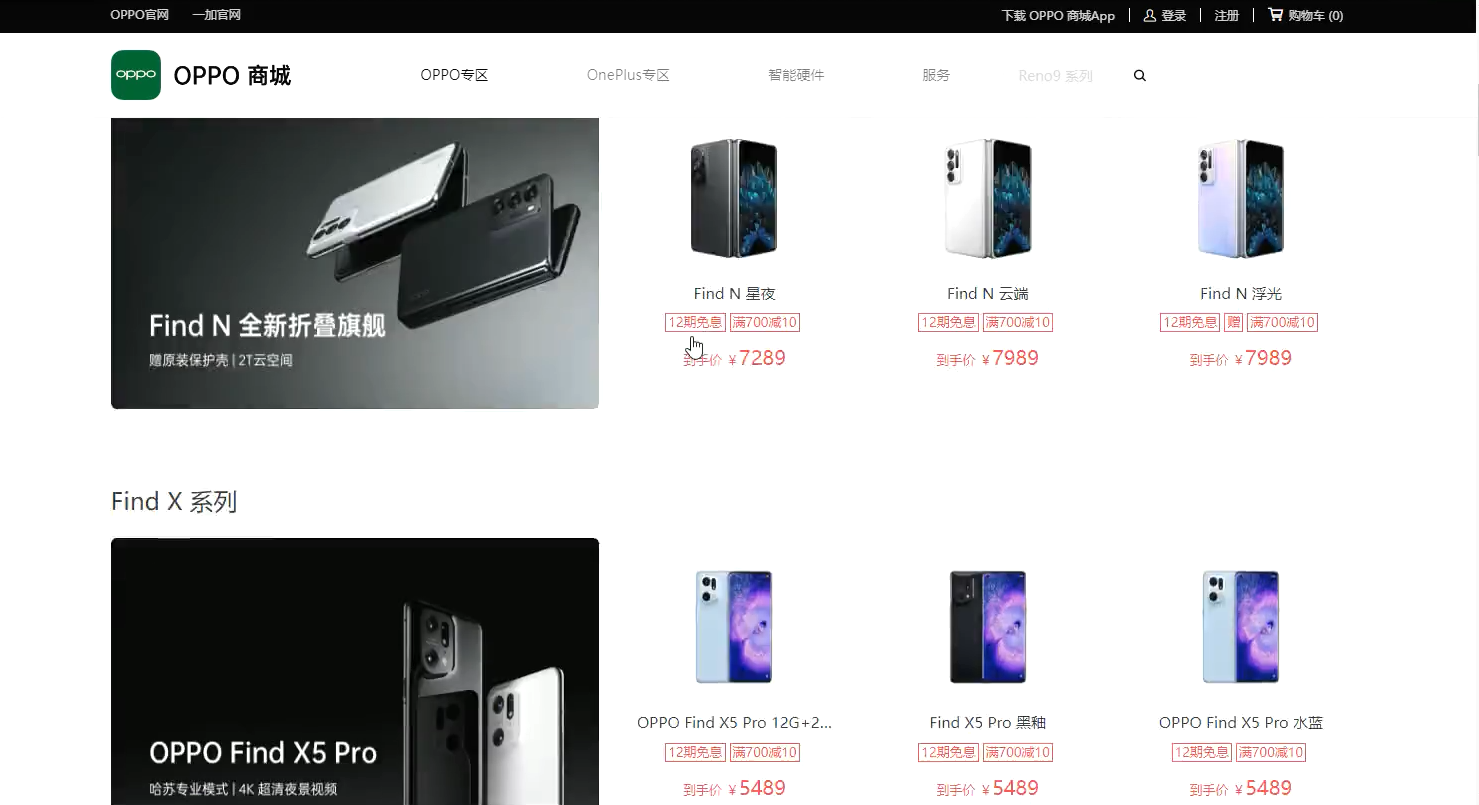 OPPO官网 一加官网 下载 OPPO 商城App 登录 注册 购物车 (0)
oppo OPPO 商城 OPPO专区 OnePlus专区 智能硬件 服务 Reno9 系列
Find N 全新折叠旗舰
赠原装保护壳 | 2T云空间
Find N 星夜 Find N 云端 Find N 浮光
12期免息 满700减10 12期免息 满700减10 12期免息 赠 满700减10
到手价 ¥7289 到手价 ¥7989 到手价 ¥7989
Find X 系列
OPPO Find X5 Pro
哈苏专业模式 | 4K 超清夜景视频
OPPO Find X5 Pro 12G+2... Find X5 Pro 黑釉 OPPO Find X5 Pro 水蓝
12期免息 满700减10 12期免息 满700减10 12期免息 满700减10
到手价 ¥5489 到手价 ¥5489 到手价 ¥5489